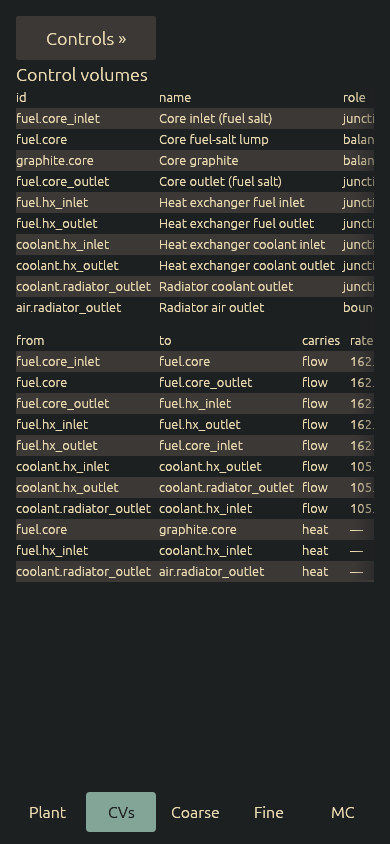 Controls »
Control volumes
id name role
fuel.core_inlet Core inlet (fuel salt) juncti
fuel.core Core fuel-salt lump balan
graphite.core Core graphite balan
fuel.core_outlet Core outlet (fuel salt) juncti
fuel.hx_inlet Heat exchanger fuel inlet juncti
fuel.hx_outlet Heat exchanger fuel outlet juncti
coolant.hx_inlet Heat exchanger coolant inlet juncti
coolant.hx_outlet Heat exchanger coolant outlet juncti
coolant.radiator_outlet Radiator coolant outlet juncti
air.radiator_outlet Radiator air outlet boun
from to carries rate
fuel.core_inlet fuel.core flow 162.
fuel.core fuel.core_outlet flow 162.
fuel.core_outlet fuel.hx_inlet flow 162.
fuel.hx_inlet fuel.hx_outlet flow 162.
fuel.hx_outlet fuel.core_inlet flow 162.
coolant.hx_inlet coolant.hx_outlet flow 105.
coolant.hx_outlet coolant.radiator_outlet flow 105.
coolant.radiator_outlet coolant.hx_inlet flow 105.
fuel.core graphite.core heat —
fuel.hx_inlet coolant.hx_inlet heat —
coolant.radiator_outlet air.radiator_outlet heat —
Plant CVs Coarse Fine MC